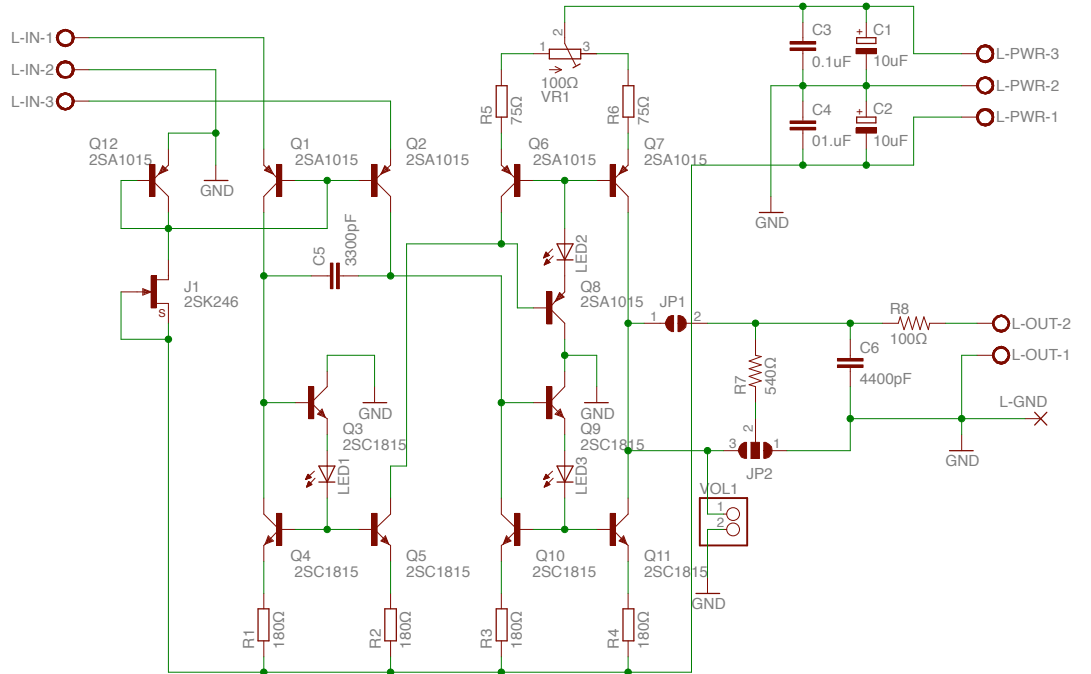 L-IN-1
L-IN-2
L-IN-3
1
2
3
100Ω
VR1
R5
75Ω
R6
75Ω
+
C3
0.1uF
C1
10uF
L-PWR-3
L-PWR-2
L-PWR-1
+
C4
01.uF
C2
10uF
GND
Q12
2SA1015
Q1
2SA1015
Q2
2SA1015
Q6
2SA1015
Q7
2SA1015
GND
C5
3300pF
LED2
J1
2SK246
S
Q8
2SA1015
JP1
1
2
R8
100Ω
L-OUT-2
L-OUT-1
R7
540Ω
C6
4400pF
L-GND
GND
GND
Q3
2SC1815
LED1
GND
Q9
2SC1815
LED3
3
2
1
JP2
VOL1
1
2
GND
Q4
2SC1815
Q5
2SC1815
Q10
2SC1815
Q11
2SC1815
R1
180Ω
R2
180Ω
R3
180Ω
R4
180Ω